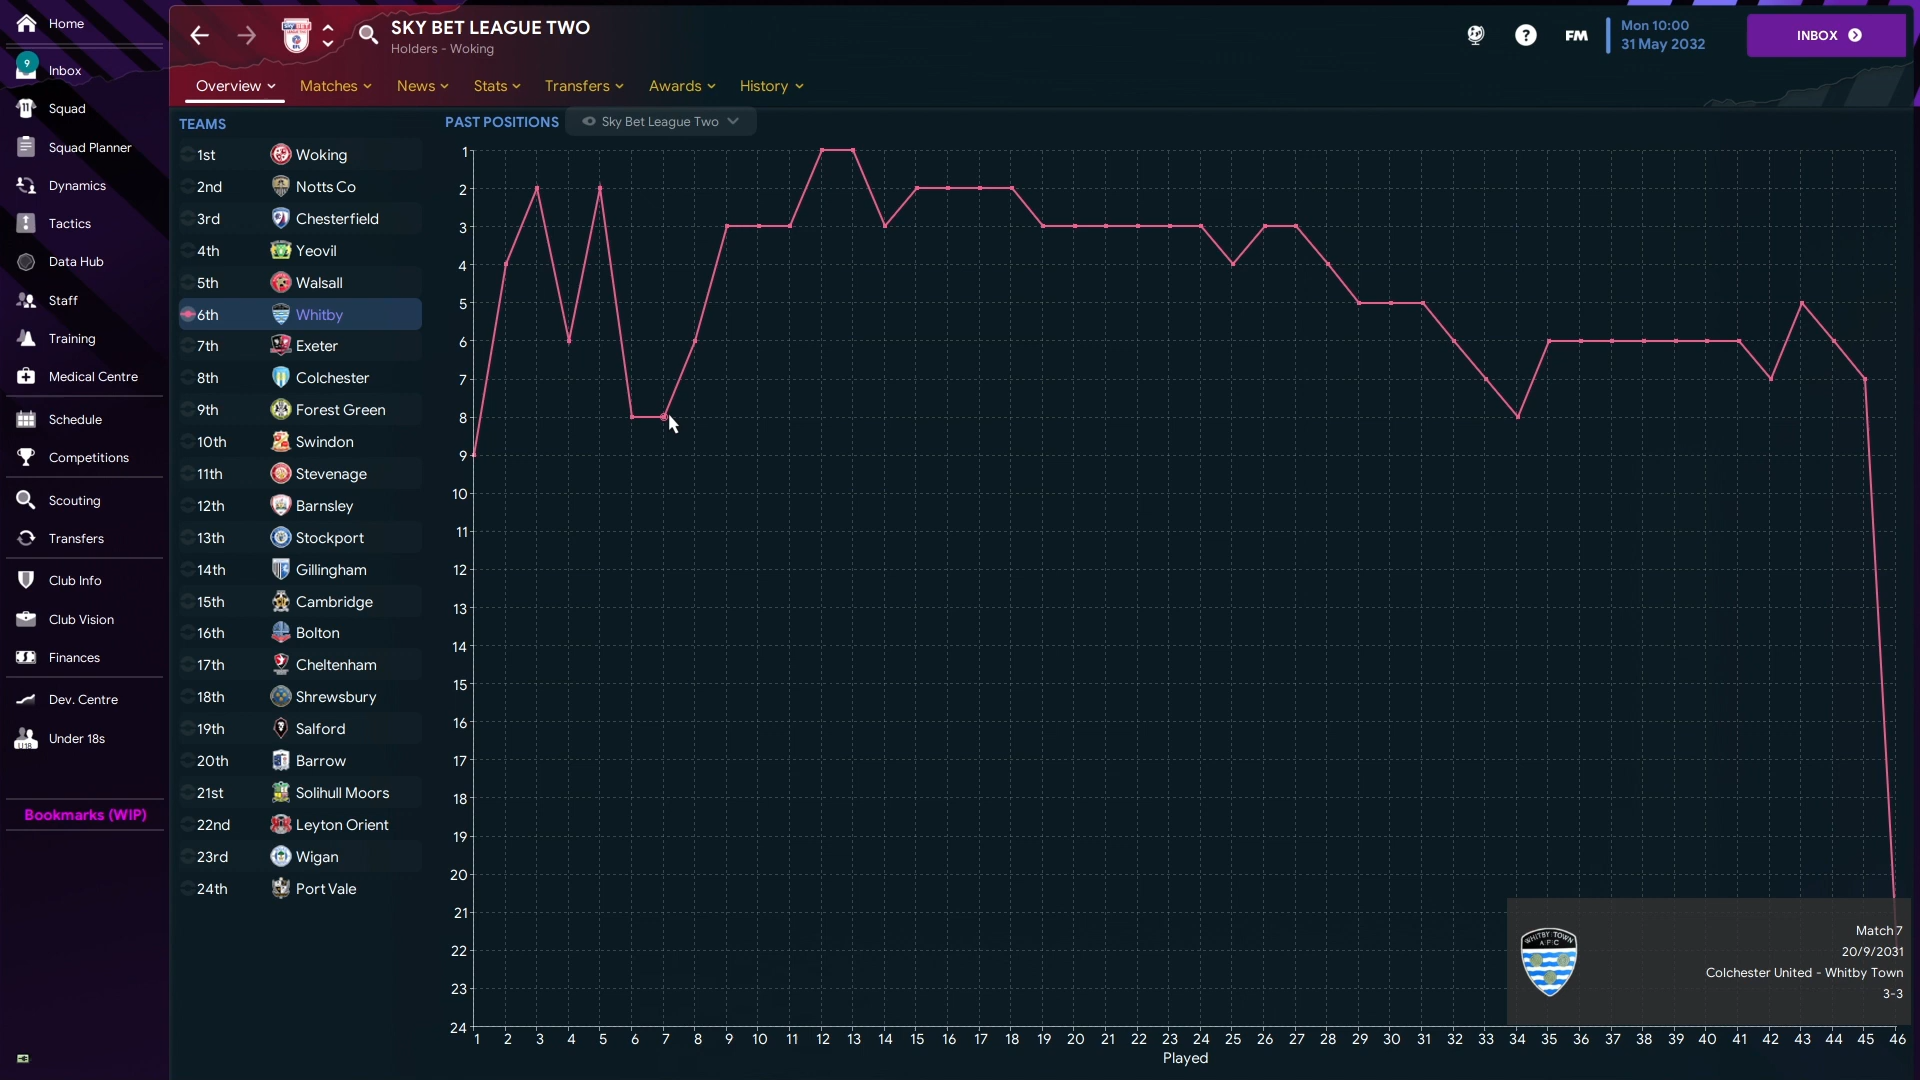 Home
9
Inbox
Squad
Squad Planner
Dynamics
Tactics
Data Hub
Staff
Training
Medical Centre
Schedule
Competitions
Scouting
Transfers
Club Info
Club Vision
Finances
Dev. Centre
Under 18s
Bookmarks (WIP)
SKY BET LEAGUE TWO
Holders - Woking
?
FM
Mon 10:00
31 May 2032
INBOX
Overview
Matches
News
Stats
Transfers
Awards
History
TEAMS
1st Woking
2nd Notts Co
3rd Chesterfield
4th Yeovil
5th Walsall
6th Whitby
7th Exeter
8th Colchester
9th Forest Green
10th Swindon
11th Stevenage
12th Barnsley
13th Stockport
14th Gillingham
15th Cambridge
16th Bolton
17th Cheltenham
18th Shrewsbury
19th Salford
20th Barrow
21st Solihull Moors
22nd Leyton Orient
23rd Wigan
24th Port Vale
PAST POSITIONS Sky Bet League Two
1
2
3
4
5
6
7
8
9
10
11
12
13
14
15
16
17
18
19
20
21
22
23
24
1 2 3 4 5 6 7 8 9 10 11 12 13 14 15 16 17 18 19 20 21 22 23 24 25 26 27 28 29 30 31 32 33 34 35 36 37 38 39 40 41 42 43 44 45 46
Played
WHITBY TOWN
Match 7
20/9/2031
Colchester United - Whitby Town
3-3